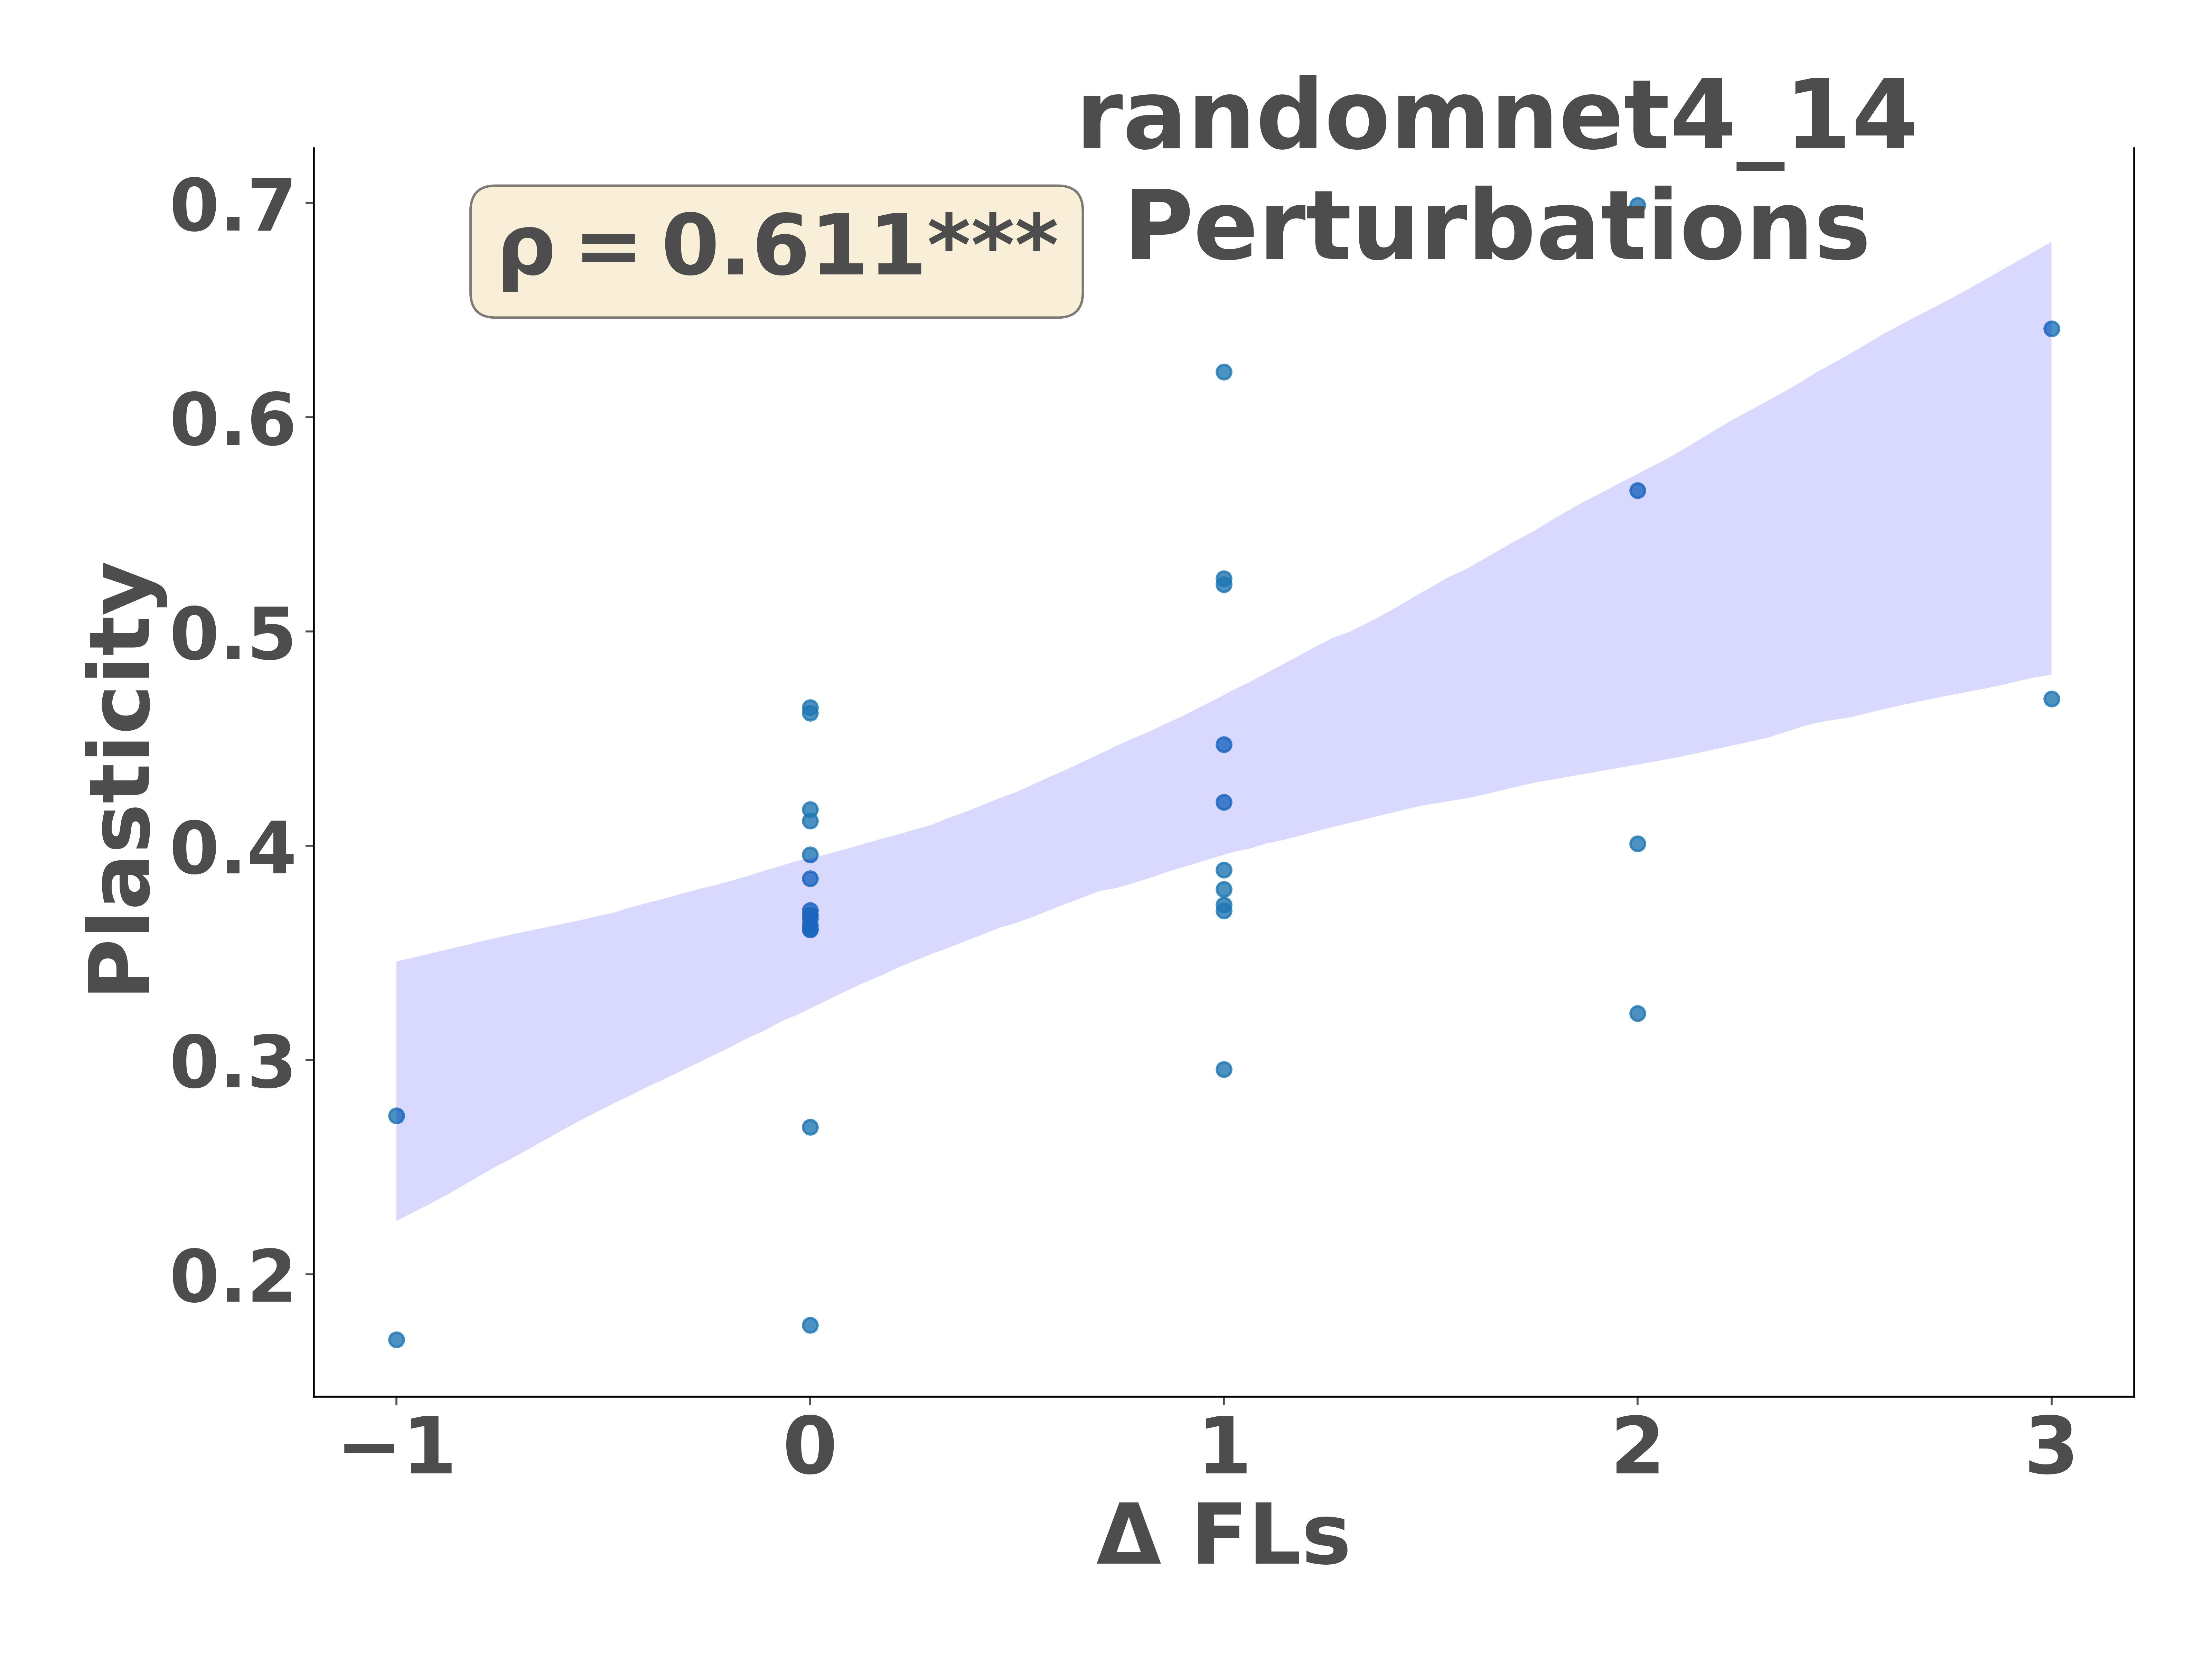 randomnet4_14
Perturbations
ρ = 0.611***
Plasticity
0.7
0.6
0.5
0.4
0.3
0.2
−1 0 1 2 3
Δ FLs